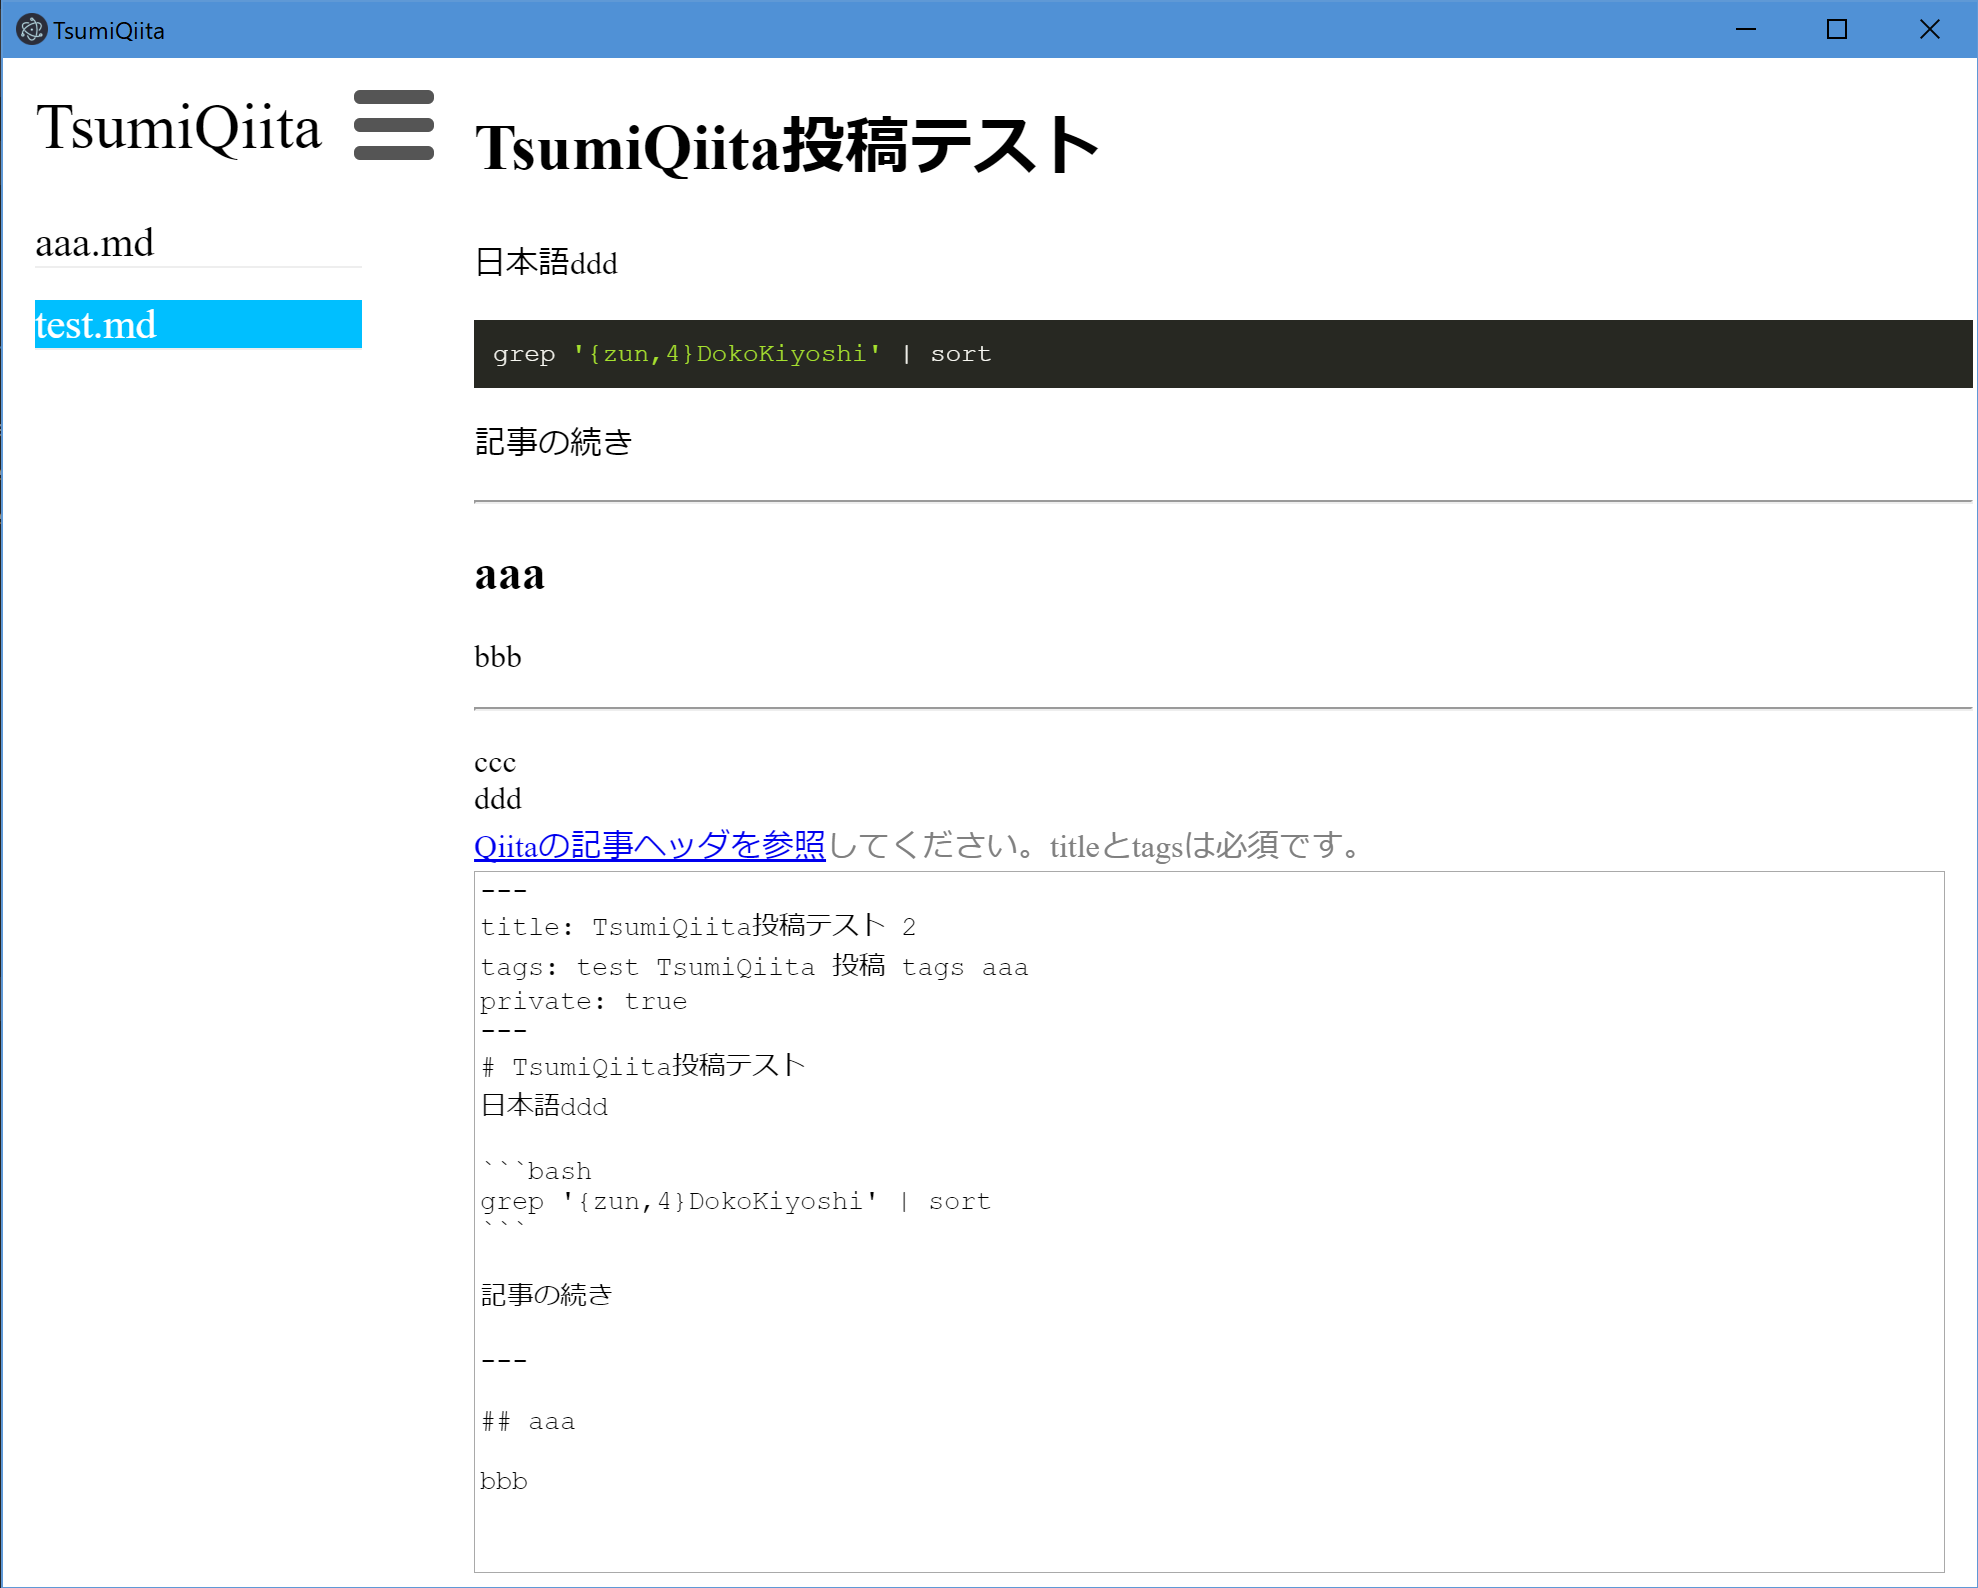 TsumiQiita
TsumiQiita
aaa.md
test.md
TsumiQiita投稿テスト
日本語ddd
grep '{zun,4}DokoKiyoshi' | sort
記事の続き
aaa
bbb
ccc
ddd
Qiitaの記事ヘッダを参照してください。titleとtagsは必須です。
---
title: TsumiQiita投稿テスト 2
tags: test TsumiQiita 投稿 tags aaa
private: true
---
# TsumiQiita投稿テスト
日本語ddd
```bash
grep '{zun,4}DokoKiyoshi' | sort
```
記事の続き
---
## aaa
bbb